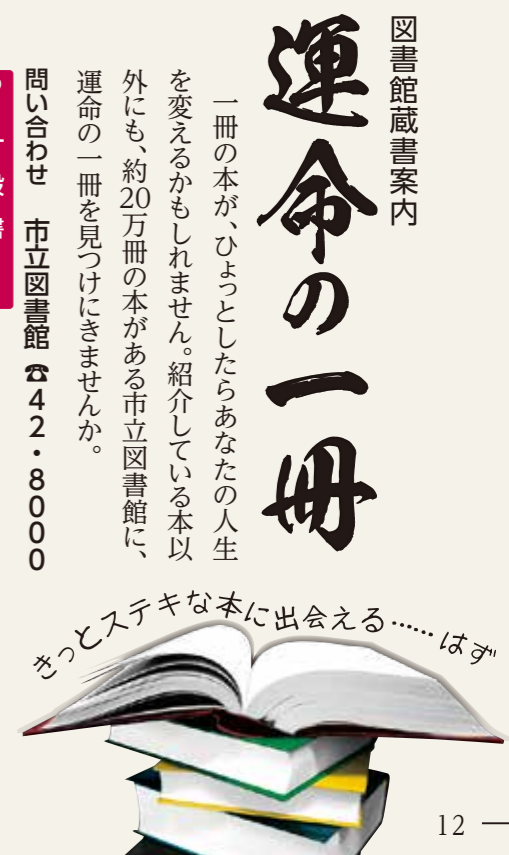 図書館蔵書案内
運命の一冊
一冊の本が、ひょっとしたらあなたの人生
を変えるかもしれません。紹介している本以
外にも、約20万冊の本がある市立図書館に、
運命の一冊を見つけにきませんか。
問い合わせ 市立図書館 ☎42・8000
きっとステキな本に出会える……はず
12